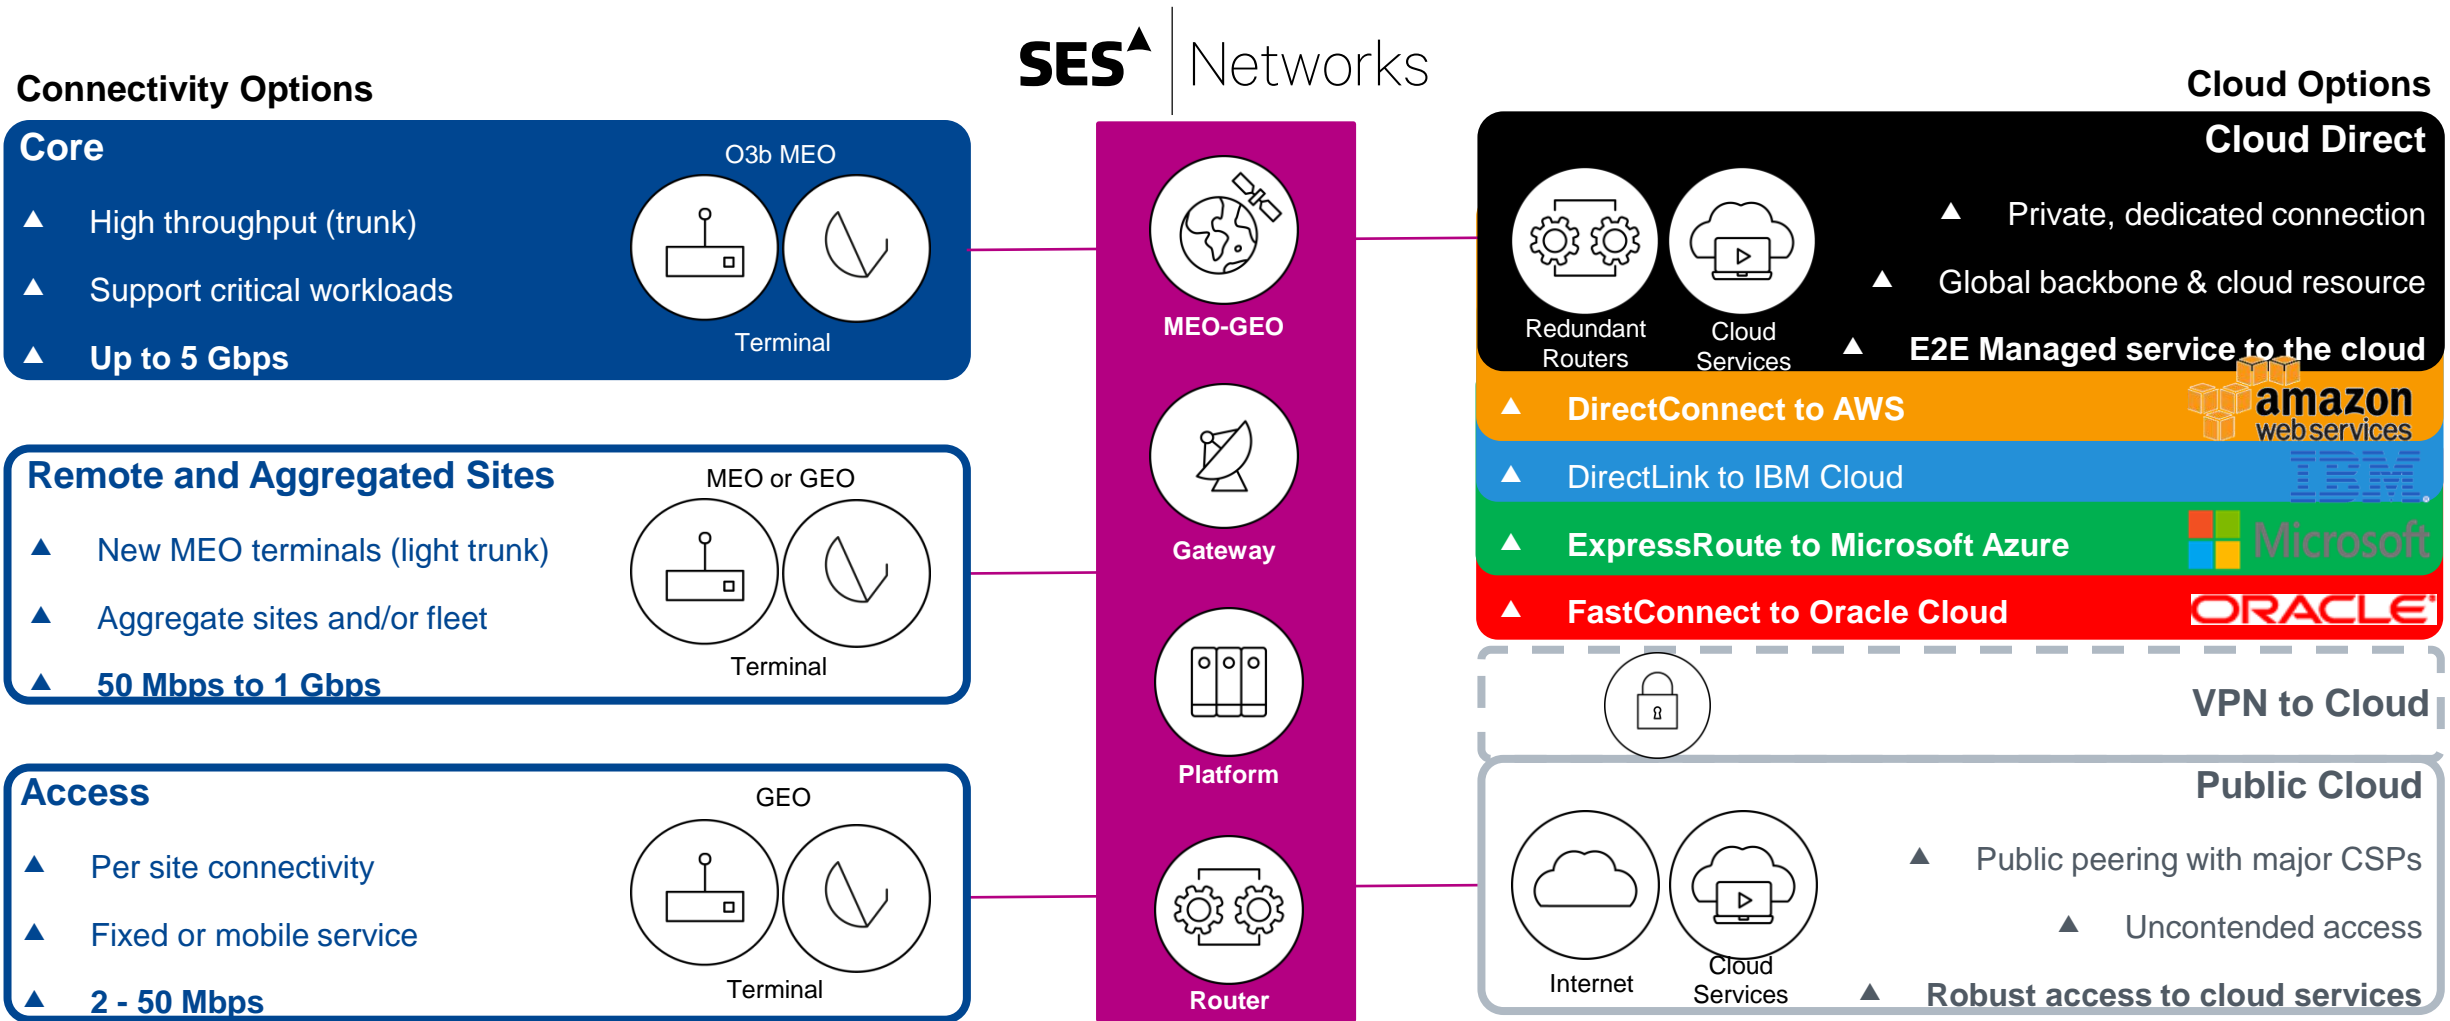 SES Networks
Connectivity Options
Core
O3b MEO
High throughput (trunk)
Support critical workloads
Up to 5 Gbps
Terminal
Remote and Aggregated Sites
MEO or GEO
New MEO terminals (light trunk)
Aggregate sites and/or fleet
50 Mbps to 1 Gbps
Terminal
Access
GEO
Per site connectivity
Fixed or mobile service
2 - 50 Mbps
Terminal
MEO-GEO
Gateway
Platform
Router
Cloud Options
Cloud Direct
Private, dedicated connection
Global backbone & cloud resource
E2E Managed service to the cloud
Redundant
Routers
Cloud
Services
DirectConnect to AWS
amazon
web services
DirectLink to IBM Cloud
IBM®
ExpressRoute to Microsoft Azure
Microsoft
FastConnect to Oracle Cloud
ORACLE
VPN to Cloud
Public Cloud
Public peering with major CSPs
Uncontended access
Robust access to cloud services
Internet
Cloud
Services